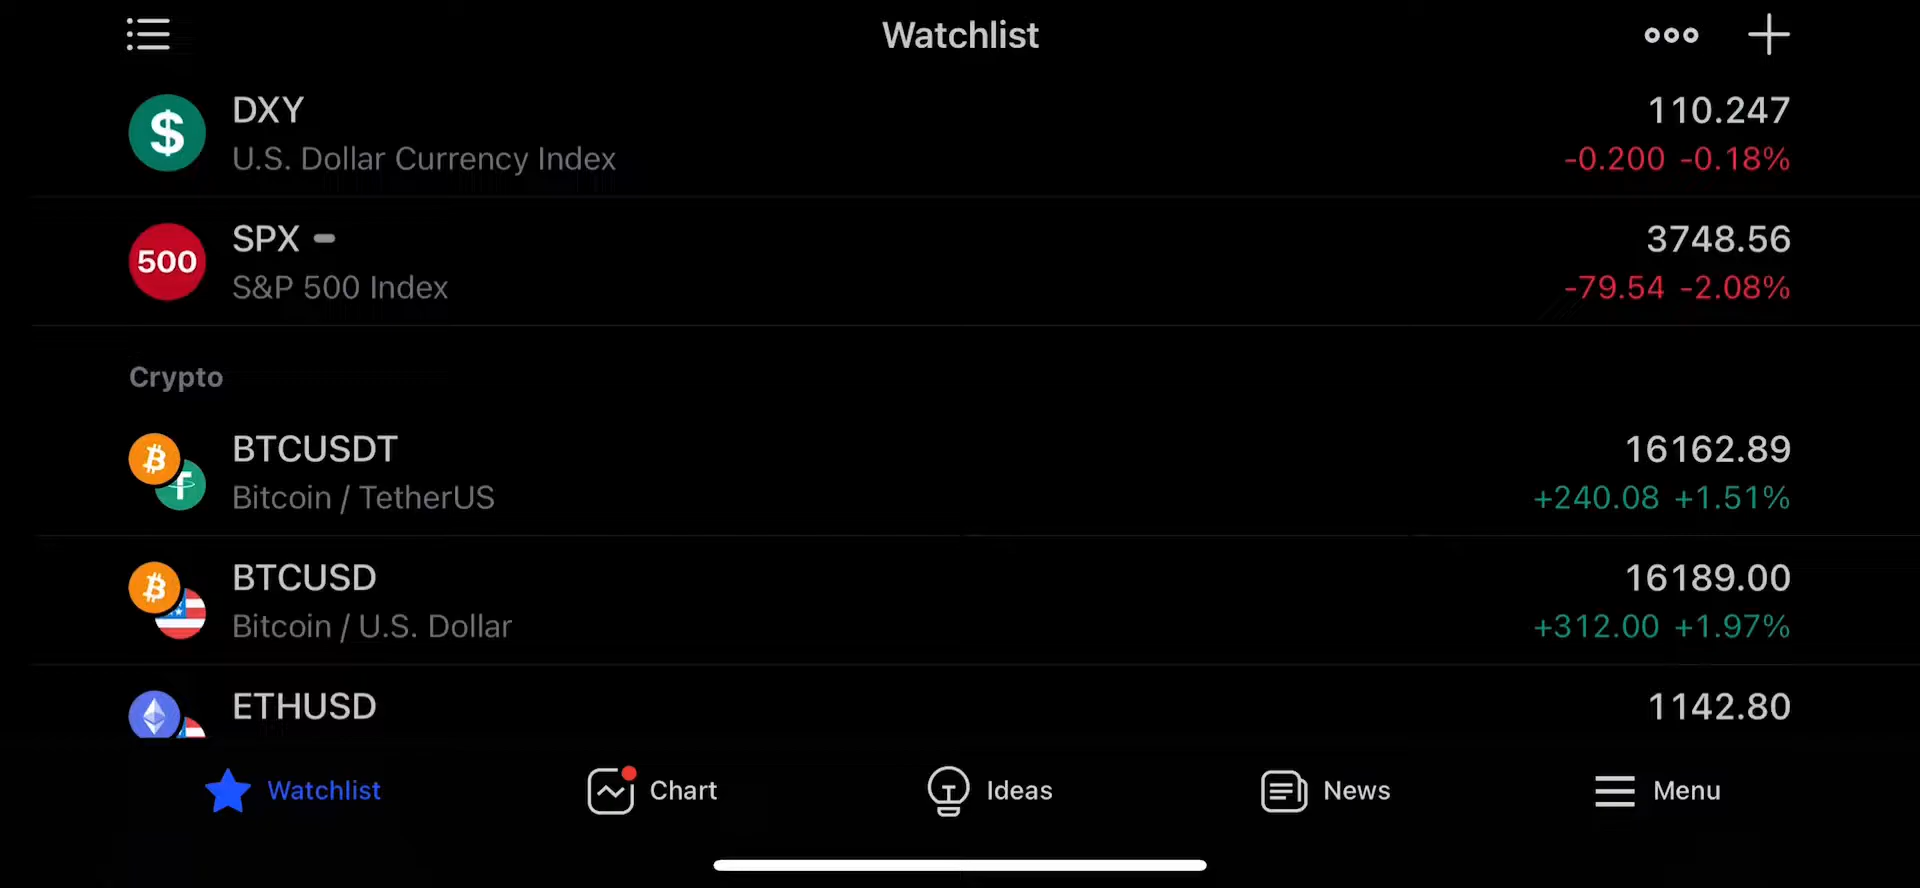 Watchlist
$
DXY
110.247
U.S. Dollar Currency Index
-0.200 -0.18%
500
SPX
3748.56
S&P 500 Index
-79.54 -2.08%
Crypto
BTCUSDT
16162.89
Bitcoin / TetherUS
+240.08 +1.51%
BTCUSD
16189.00
Bitcoin / U.S. Dollar
+312.00 +1.97%
ETHUSD
1142.80
Watchlist
Chart
Ideas
News
Menu